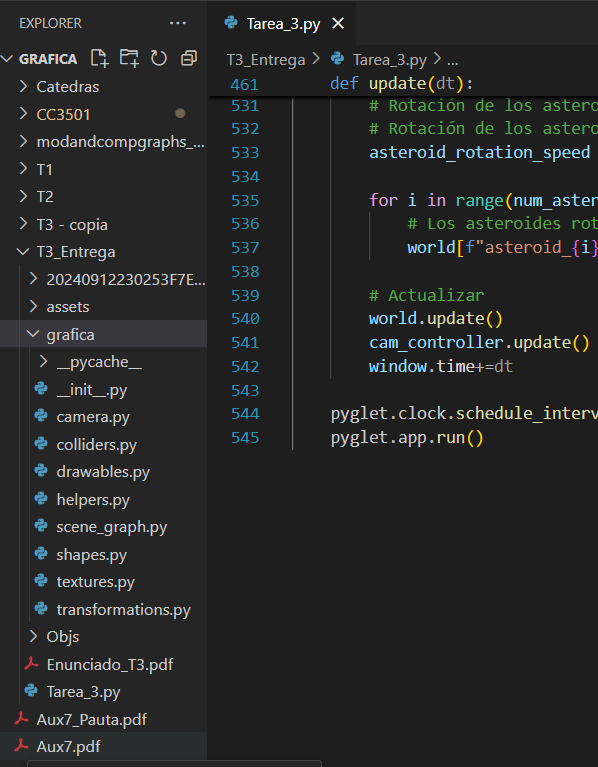 EXPLORER
GRAFICA
Catedras
CC3501
modandcompgraphs_...
T1
T2
T3 - copia
T3_Entrega
20240912230253F7E...
assets
grafica
__pycache__
__init__.py
camera.py
colliders.py
drawables.py
helpers.py
scene_graph.py
shapes.py
textures.py
transformations.py
Objs
Enunciado_T3.pdf
Tarea_3.py
Aux7_Pauta.pdf
Aux7.pdf
Tarea_3.py
T3_Entrega > Tarea_3.py > ...
461 def update(dt):
531 # Rotación de los astero
532 # Rotación de los astero
533 asteroid_rotation_speed
534
535 for i in range(num_aster
536 # Los asteroides rot
537 world[f"asteroid_{i}
538
539 # Actualizar
540 world.update()
541 cam_controller.update()
542 window.time+=dt
543
544 pyglet.clock.schedule_interv
545 pyglet.app.run()